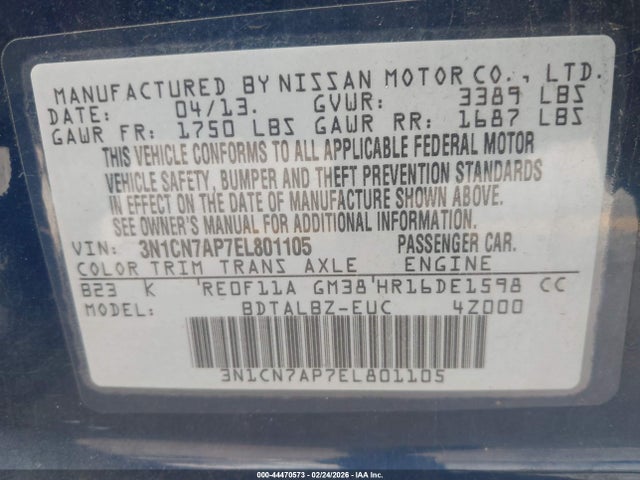 MANUFACTURED BY NISSAN MOTOR CO., LTD.
DATE: 04/13. GVWR: 3389 LBS
GAWR FR: 1750 LBS GAWR RR: 1687 LBS
THIS VEHICLE CONFORMS TO ALL APPLICABLE FEDERAL MOTOR
VEHICLE SAFETY, BUMPER AND THEFT PREVENTION STANDARDS
IN EFFECT ON THE DATE OF MANUFACTURE SHOWN ABOVE.
SEE OWNER'S MANUAL FOR ADDITIONAL INFORMATION.
VIN: 3N1CN7AP7EL801105 PASSENGER CAR.
COLOR TRIM TRANS AXLE ENGINE
B23 K 'REOF11A GM38'HR16DE1598 CC
MODEL: BDTALBZ-EUC 4Z000
3N1CN7AP7EL801105
000-44470573 - 02/24/2026 - IAA Inc.